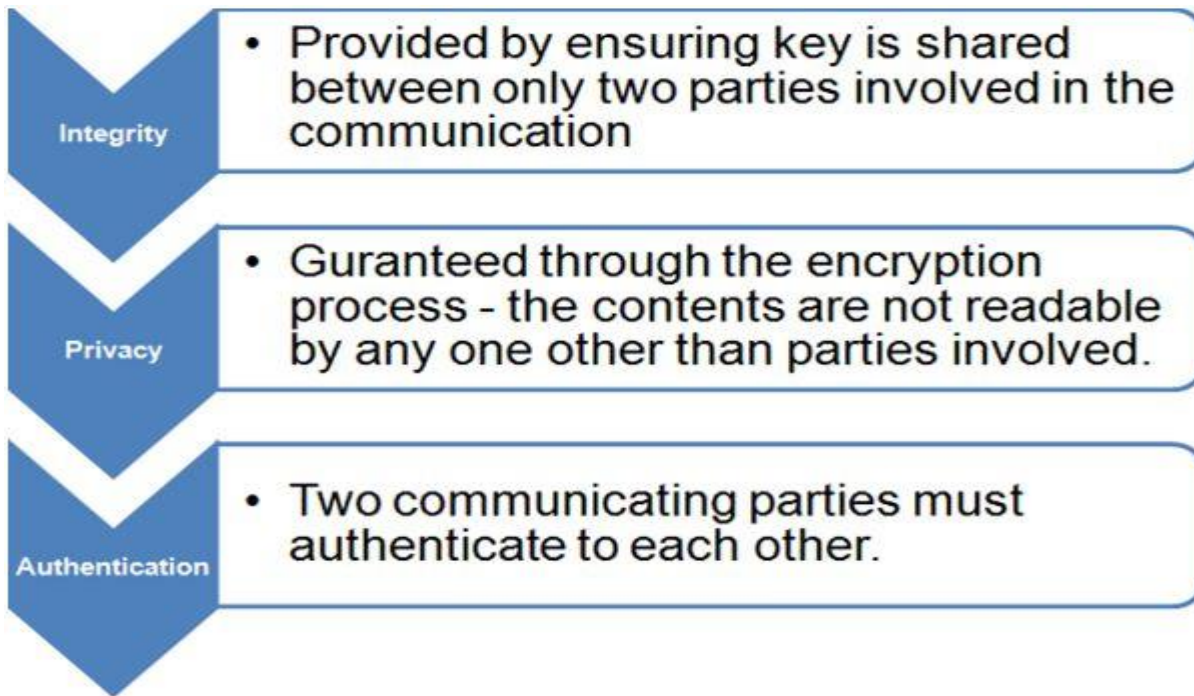 Integrity
• Provided by ensuring key is shared
between only two parties involved in the
communication
Privacy
• Guranteed through the encryption
process - the contents are not readable
by any one other than parties involved.
Authentication
• Two communicating parties must
authenticate to each other.